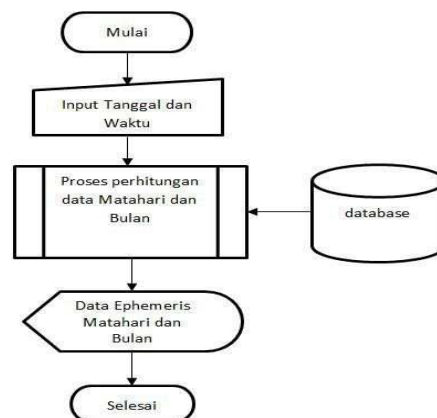 Mulai
Input Tanggal dan
Waktu
Proses perhitungan
data Matahari dan
Bulan
database
Data Ephemeris
Matahari dan
Bulan
Selesai